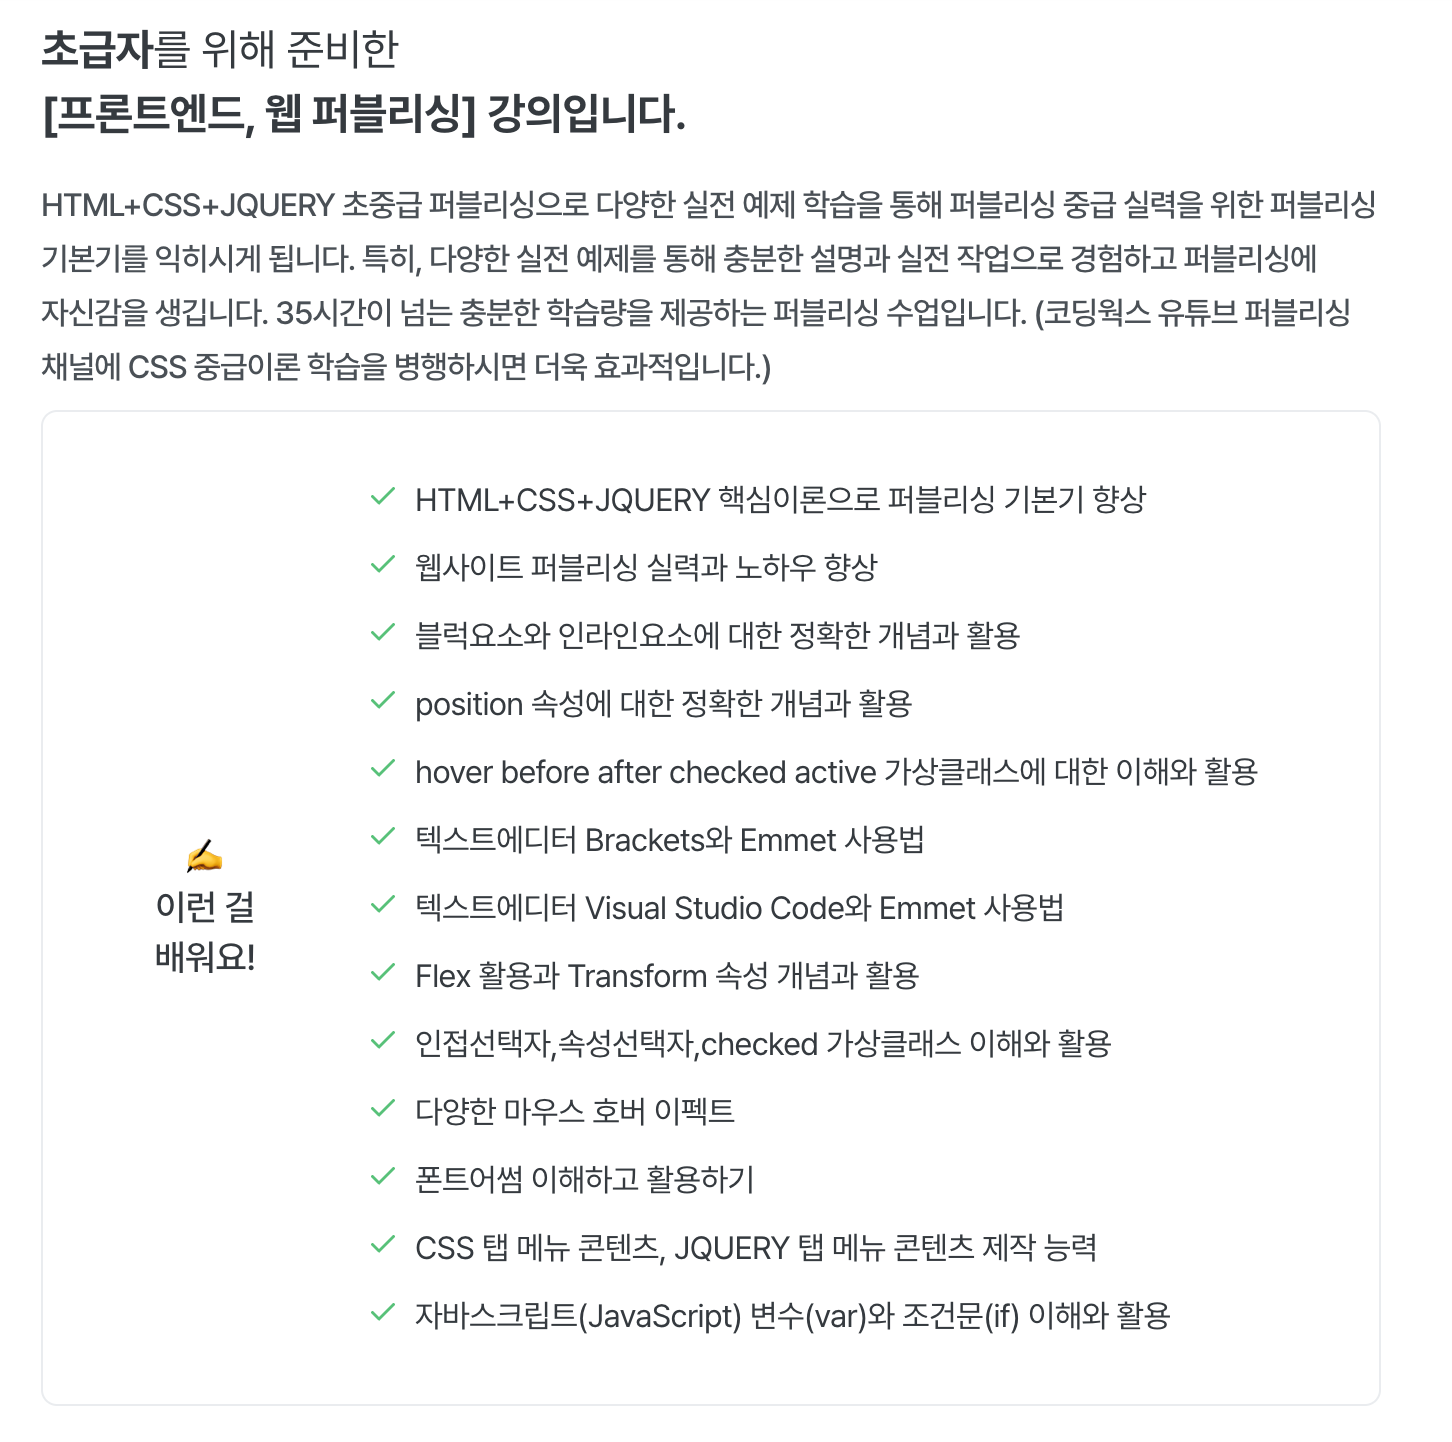 초급자를 위해 준비한
[프론트엔드, 웹 퍼블리싱] 강의입니다.
HTML+CSS+JQUERY 초중급 퍼블리싱으로 다양한 실전 예제 학습을 통해 퍼블리싱 중급 실력을 위한 퍼블리싱
기본기를 익히시게 됩니다. 특히, 다양한 실전 예제를 통해 충분한 설명과 실전 작업으로 경험하고 퍼블리싱에
자신감을 생깁니다. 35시간이 넘는 충분한 학습량을 제공하는 퍼블리싱 수업입니다. (코딩웍스 유튜브 퍼블리싱
채널에 CSS 중급이론 학습을 병행하시면 더욱 효과적입니다.)
✍️
이런 걸
배워요!
HTML+CSS+JQUERY 핵심이론으로 퍼블리싱 기본기 향상
웹사이트 퍼블리싱 실력과 노하우 향상
블럭요소와 인라인요소에 대한 정확한 개념과 활용
position 속성에 대한 정확한 개념과 활용
hover before after checked active 가상클래스에 대한 이해와 활용
텍스트에디터 Brackets와 Emmet 사용법
텍스트에디터 Visual Studio Code와 Emmet 사용법
Flex 활용과 Transform 속성 개념과 활용
인접선택자,속성선택자,checked 가상클래스 이해와 활용
다양한 마우스 호버 이펙트
폰트어썸 이해하고 활용하기
CSS 탭 메뉴 콘텐츠, JQUERY 탭 메뉴 콘텐츠 제작 능력
자바스크립트(JavaScript) 변수(var)와 조건문(if) 이해와 활용